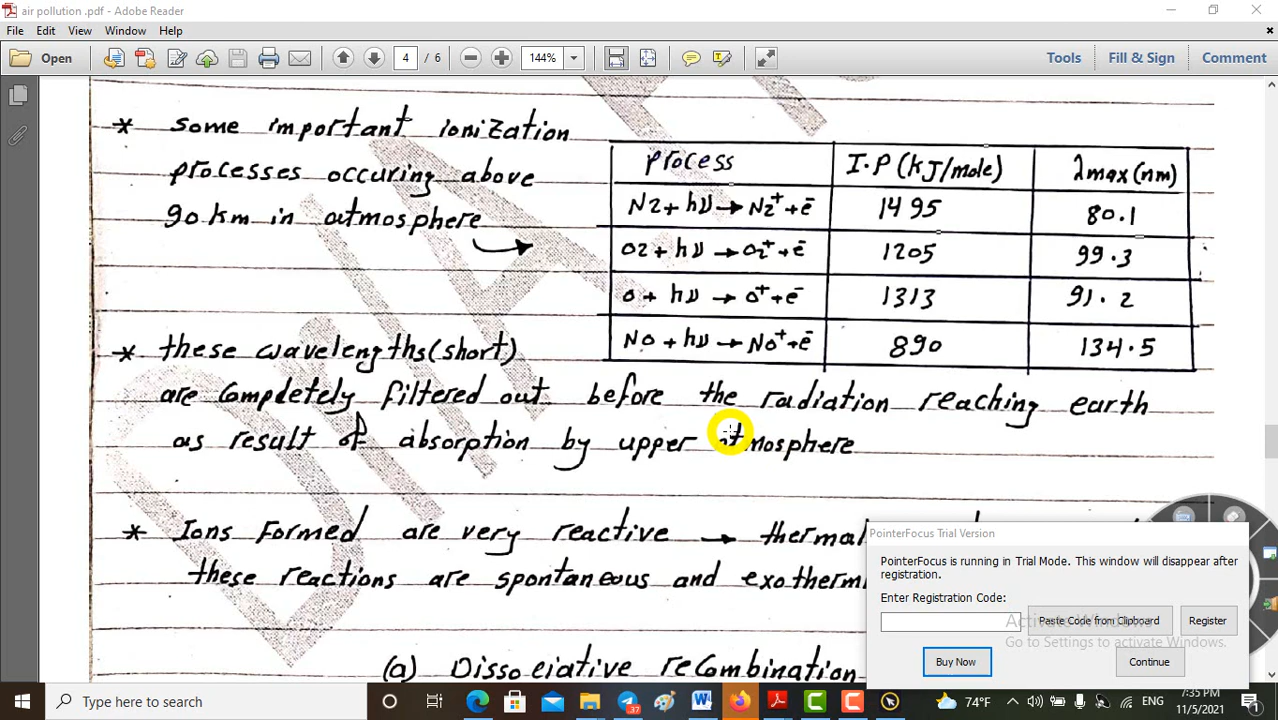 air pollution .pdf - Adobe Reader
File Edit View Window Help
Open 4 / 6 144% Tools Fill & Sign Comment
* some important ionization
processes occuring above
90 km in atmosphere
process I.P (KJ/mole) λmax (nm)
N2 + hν → N2⁺ + e⁻ 1495 80.1
O2 + hν → O2⁺ + e⁻ 1205 99.3
O + hν → O⁺ + e⁻ 1313 91.2
NO + hν → NO⁺ + e⁻ 890 134.5
* these wavelengths (short)
are completely filtered out before the radiation reaching earth
as result of absorption by upper atmosphere
* Ions formed are very reactive → thermal
these reactions are spontaneous and exotherm
(a) Dissociative recombination
PointerFocus Trial Version
PointerFocus is running in Trial Mode. This window will disappear after
registration.
Enter Registration Code:
Paste Code from Clipboard Register
Activate Windows
Go to Settings to activate Windows.
Buy Now Continue
Type here to search
37
74°F ENG 7:35 PM
11/5/2021